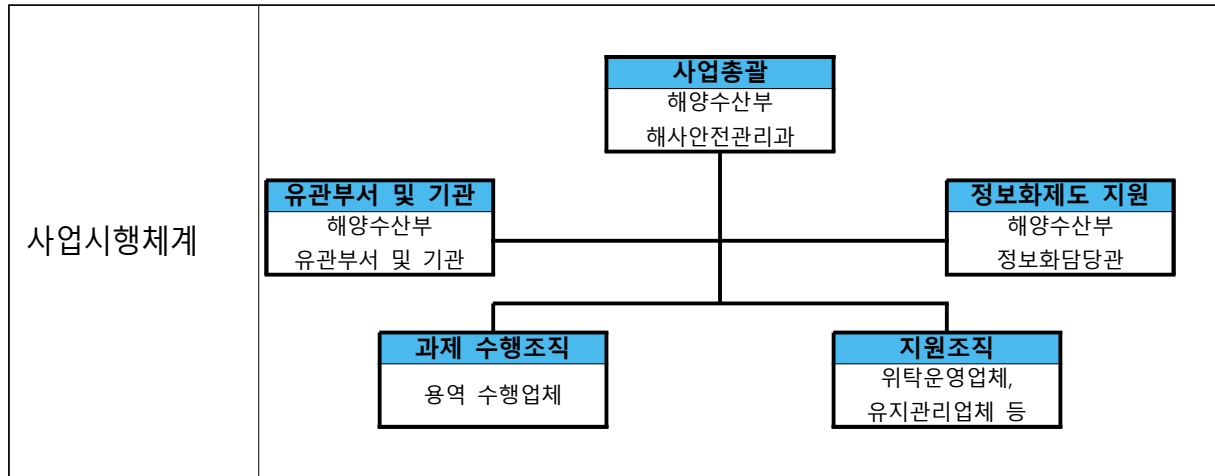 사업시행체계
사업총괄
해양수산부
해사안전관리과
유관부서 및 기관
해양수산부
유관부서 및 기관
정보화제도 지원
해양수산부
정보화담당관
과제 수행조직
용역 수행업체
지원조직
위탁운영업체,
유지관리업체 등